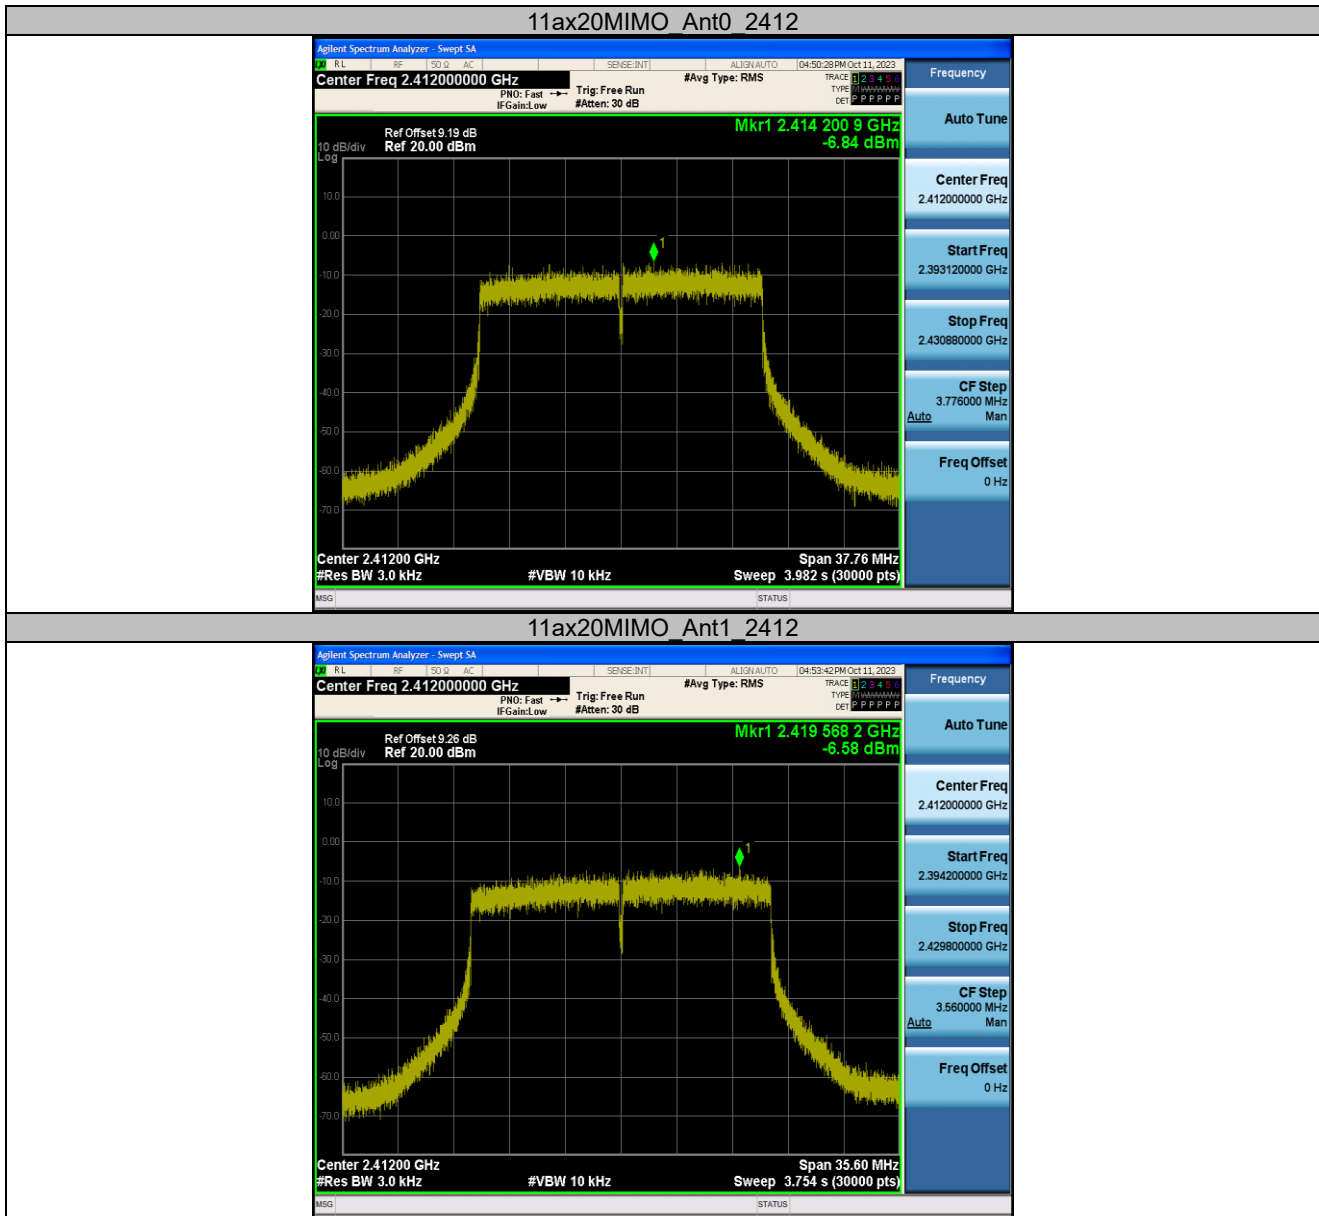 11ax20MIMO_Ant0_2412
Agilent Spectrum Analyzer - Swept SA
RL RF 50 Ω AC SENSE:INT ALIGNAUTO 04:50:28PM Oct 11, 2023
Center Freq 2.412000000 GHz
#Avg Type: RMS
TRACE 1 2 3 4 5 6
PNO: Fast
Trig: Free Run
TYPE
IFGain:Low
#Atten: 30 dB
DET P P P P P P
Frequency
Auto Tune
Mkr1 2.414 200 9 GHz
-6.84 dBm
Ref Offset 9.19 dB
10 dB/div Ref 20.00 dBm
Log
10.0
0.00
-10.0
-20.0
-30.0
-40.0
-50.0
-60.0
-70.0
1
Center Freq
2.412000000 GHz
Start Freq
2.393120000 GHz
Stop Freq
2.430880000 GHz
CF Step
3.776000 MHz
Auto Man
Freq Offset
0 Hz
Center 2.41200 GHz Span 37.76 MHz
#Res BW 3.0 kHz #VBW 10 kHz Sweep 3.982 s (30000 pts)
MSG STATUS
11ax20MIMO_Ant1_2412
Agilent Spectrum Analyzer - Swept SA
RL RF 50 Ω AC SENSE:INT ALIGNAUTO 04:53:42PM Oct 11, 2023
Center Freq 2.412000000 GHz
#Avg Type: RMS
TRACE 1 2 3 4 5 6
PNO: Fast
Trig: Free Run
TYPE
IFGain:Low
#Atten: 30 dB
DET P P P P P P
Frequency
Auto Tune
Mkr1 2.419 568 2 GHz
-6.58 dBm
Ref Offset 9.26 dB
10 dB/div Ref 20.00 dBm
Log
10.0
0.00
-10.0
-20.0
-30.0
-40.0
-50.0
-60.0
-70.0
1
Center Freq
2.412000000 GHz
Start Freq
2.394200000 GHz
Stop Freq
2.429800000 GHz
CF Step
3.560000 MHz
Auto Man
Freq Offset
0 Hz
Center 2.41200 GHz Span 35.60 MHz
#Res BW 3.0 kHz #VBW 10 kHz Sweep 3.754 s (30000 pts)
MSG STATUS